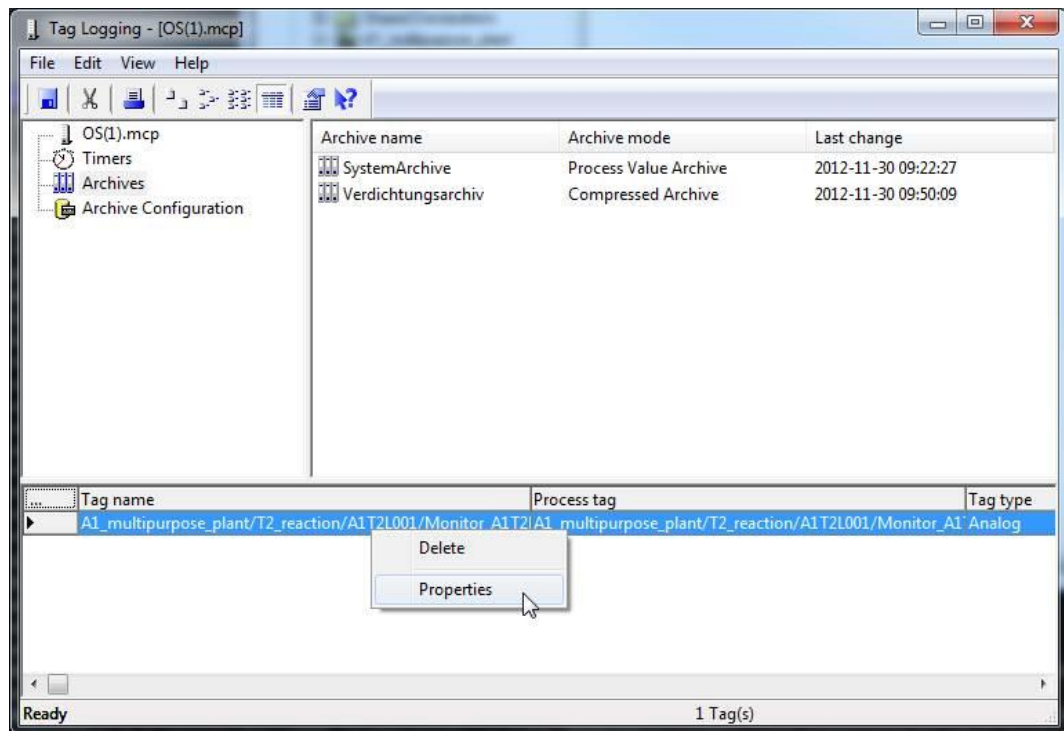 Tag Logging - [OS(1).mcp]
File Edit View Help
OS(1).mcp
Timers
Archives
Archive Configuration
Archive name Archive mode Last change
SystemArchive Process Value Archive 2012-11-30 09:22:27
Verdichtungsarchiv Compressed Archive 2012-11-30 09:50:09
... Tag name Process tag Tag type
A1_multipurpose_plant/T2_reaction/A1T2L001/Monitor_A1T2 A1_multipurpose_plant/T2_reaction/A1T2L001/Monitor_A1 Analog
Delete
Properties
Ready 1 Tag(s)